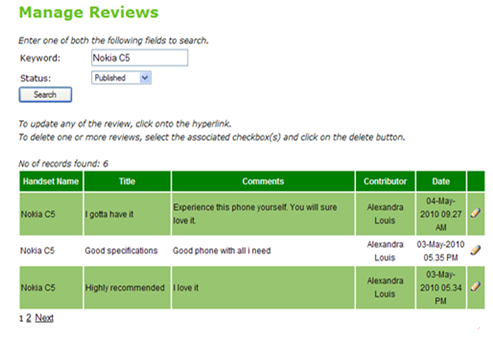 Manage Reviews
Enter one of both the following fields to search.
Keyword: Nokia C5
Status: Published
Search
To update any of the review, click onto the hyperlink.
To delete one or more reviews, select the associated checkbox(s) and click on the delete button.
No of records found: 6
Handset Name Title Comments Contributor Date
Nokia C5 I gotta have it Experience this phone yourself. You will sure love it. Alexandra Louis 04-May-2010 09.27 AM
Nokia C5 Good specifications Good phone with all i need Alexandra Louis 03-May-2010 05.35 PM
Nokia C5 Highly recommended I love it Alexandra Louis 03-May-2010 05.34 PM
1 2 Next